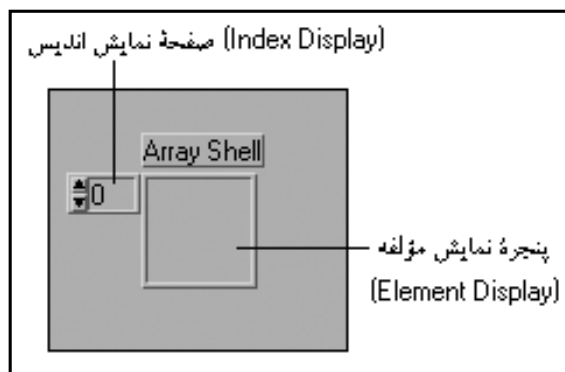 صفحهٔ نمایش اندیس (Index Display)
Array Shell
0
پنجرهٔ نمایش مؤلفه
(Element Display)